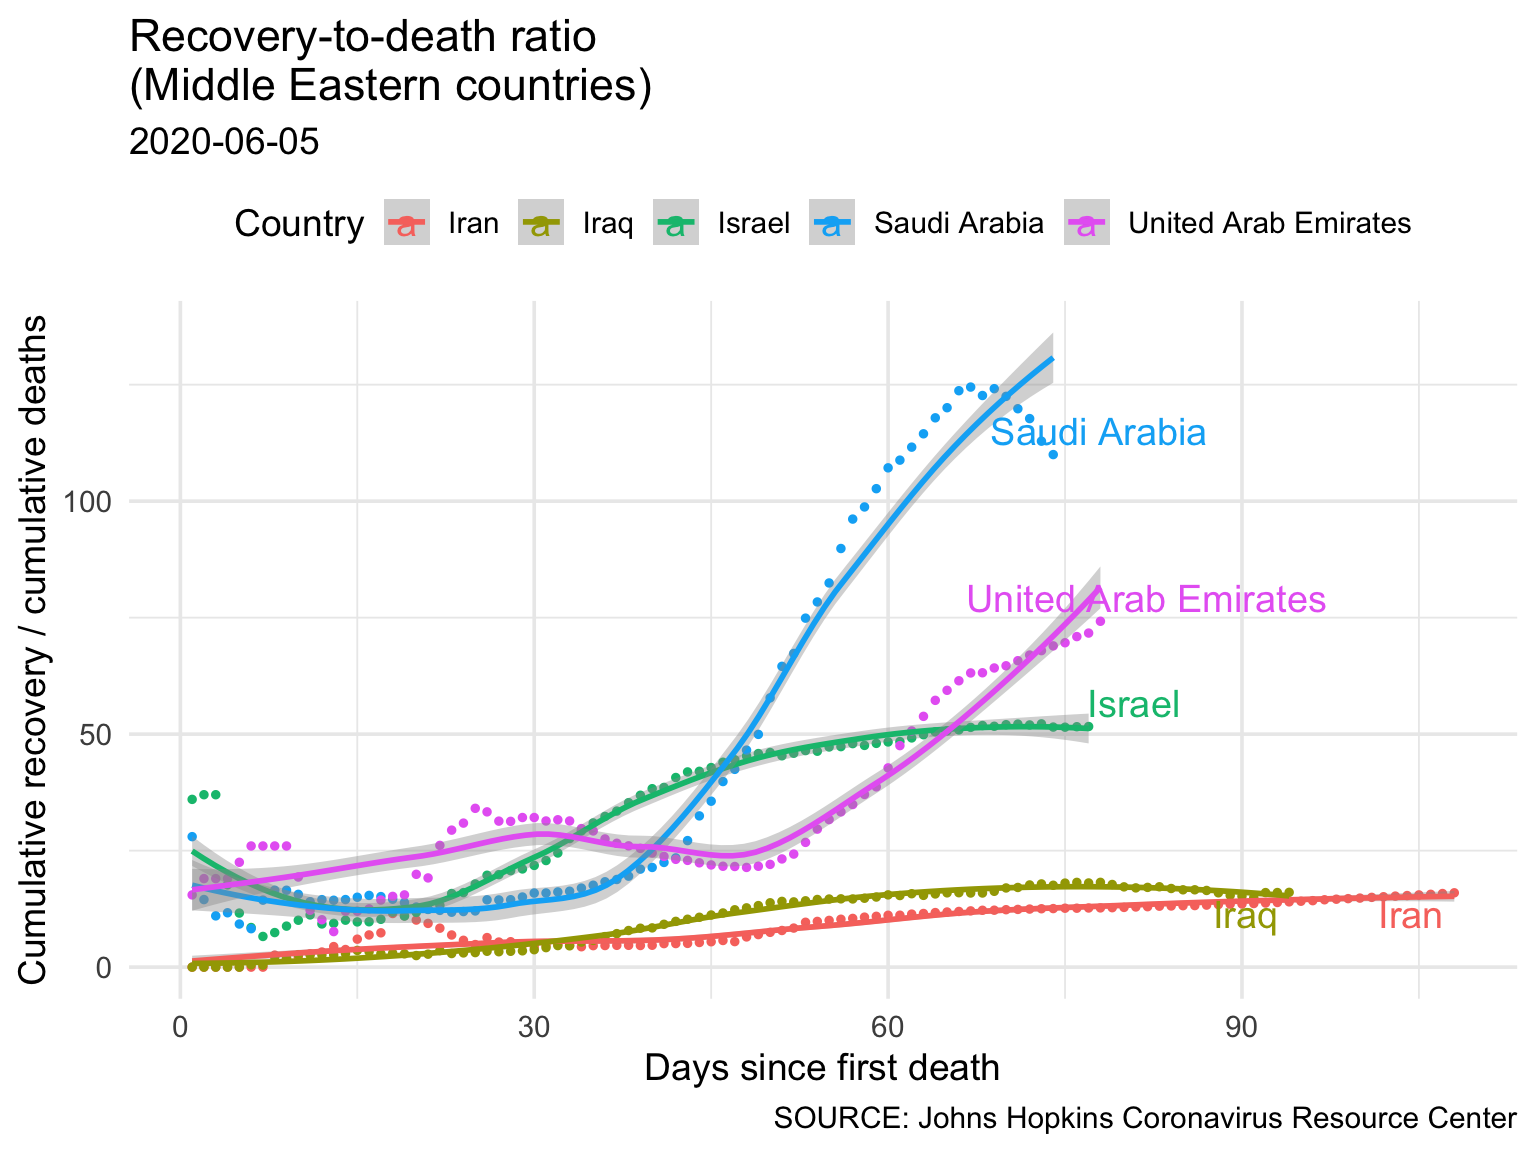 Recovery-to-death ratio
(Middle Eastern countries)
2020-06-05
Country a Iran a Iraq a Israel a Saudi Arabia a United Arab Emirates
Cumulative recovery / cumulative deaths
100
50
0
Saudi Arabia
United Arab Emirates
Israel
Iraq
Iran
0 30 60 90
Days since first death
SOURCE: Johns Hopkins Coronavirus Resource Center